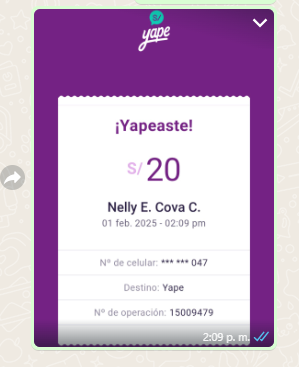 S/
yape
¡Yapeaste!
S/ 20
Nelly E. Cova C.
01 feb. 2025 - 02:09 pm
Nº de celular: *** *** 047
Destino: Yape
Nº de operación: 15009479
2:09 p. m.